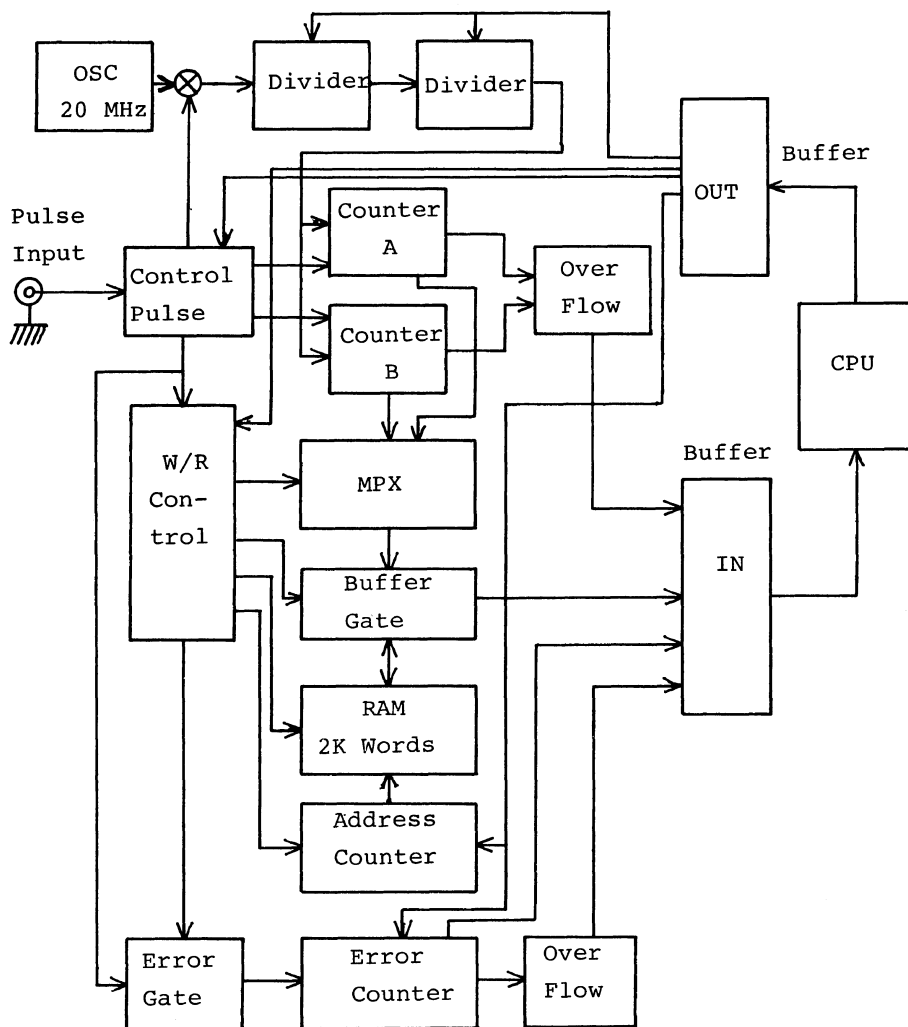 OSC
20 MHz
Divider
Divider
Buffer
OUT
Pulse
Input
Counter
A
Control
Pulse
Over
Flow
Counter
B
CPU
W/R
Con-
trol
MPX
Buffer
IN
Buffer
Gate
RAM
2K Words
Address
Counter
Error
Gate
Error
Counter
Over
Flow